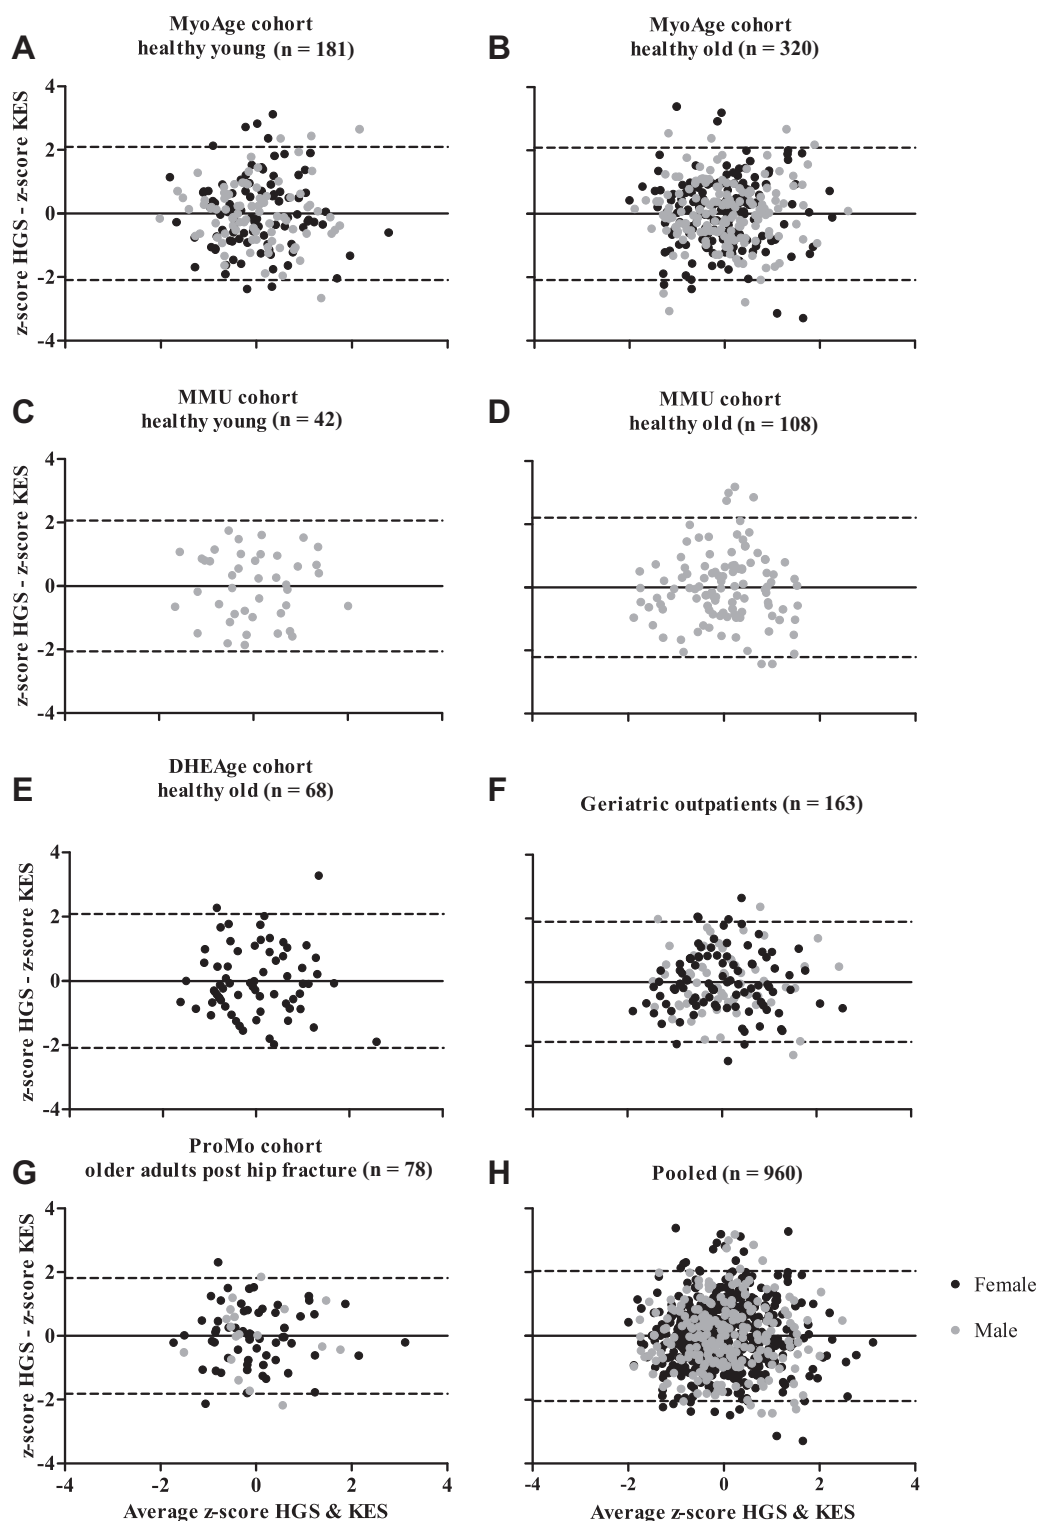 MyoAge cohort
healthy young (n = 181)
A
4
2
0
-2
-4
z-score HGS - z-score KES
MyoAge cohort
healthy old (n = 320)
B
MMU cohort
healthy young (n = 42)
C
4
2
0
-2
-4
z-score HGS - z-score KES
MMU cohort
healthy old (n = 108)
D
DHEAge cohort
healthy old (n = 68)
E
4
2
0
-2
-4
z-score HGS - z-score KES
Geriatric outpatients (n = 163)
F
ProMo cohort
older adults post hip fracture (n = 78)
G
4
2
0
-2
-4
z-score HGS - z-score KES
-4 -2 0 2 4
Average z-score HGS & KES
Pooled (n = 960)
H
-4 -2 0 2 4
Average z-score HGS & KES
Female
Male